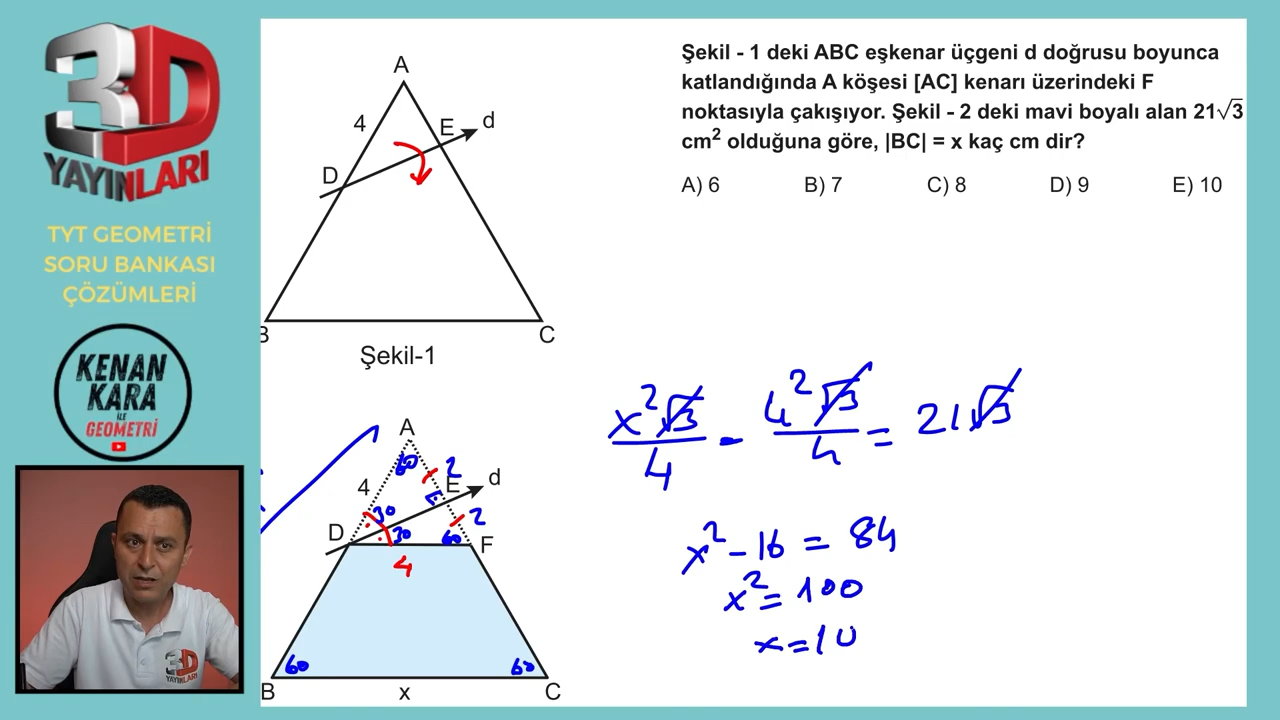 3D
YAYINLARI
TYT GEOMETRİ
SORU BANKASI
ÇÖZÜMLERİ
KENAN
KARA
İLE
GEOMETRİ
3D
YAYINLARI
A
4
E
d
D
B
C
Şekil-1
A
60
2
4
E
d
30
D
30
60
2
F
4
60
60
B
x
C
Şekil - 1 deki ABC eşkenar üçgeni d doğrusu boyunca
katlandığında A köşesi [AC] kenarı üzerindeki F
noktasıyla çakışıyor. Şekil - 2 deki mavi boyalı alan 21√3
cm² olduğuna göre, |BC| = x kaç cm dir?
A) 6 B) 7 C) 8 D) 9 E) 10
x²√3/4 - 4²√3/4 = 21√3
x² - 16 = 84
x² = 100
x = 10